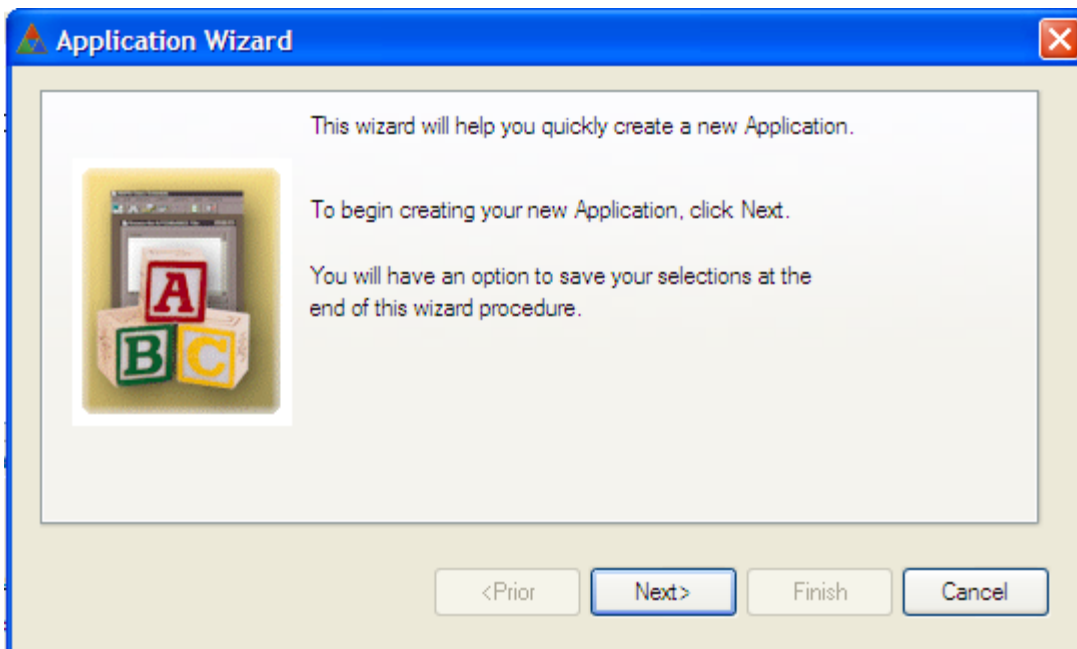 Application Wizard
This wizard will help you quickly create a new Application.
To begin creating your new Application, click Next.
You will have an option to save your selections at the
end of this wizard procedure.
A
B C
<Prior Next> Finish Cancel